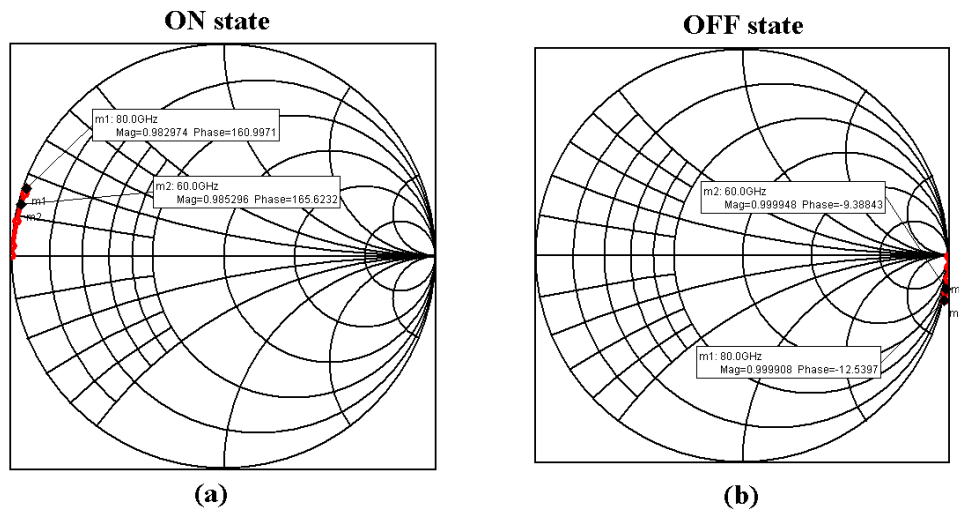 ON state
OFF state
m1: 80.0GHz
Mag=0.982974 Phase=160.9971
m2: 60.0GHz
Mag=0.985296 Phase=165.6232
m1
m2
m2: 60.0GHz
Mag=0.999948 Phase=-9.38843
m
m
m1: 80.0GHz
Mag=0.999908 Phase=-12.5397
(a)
(b)